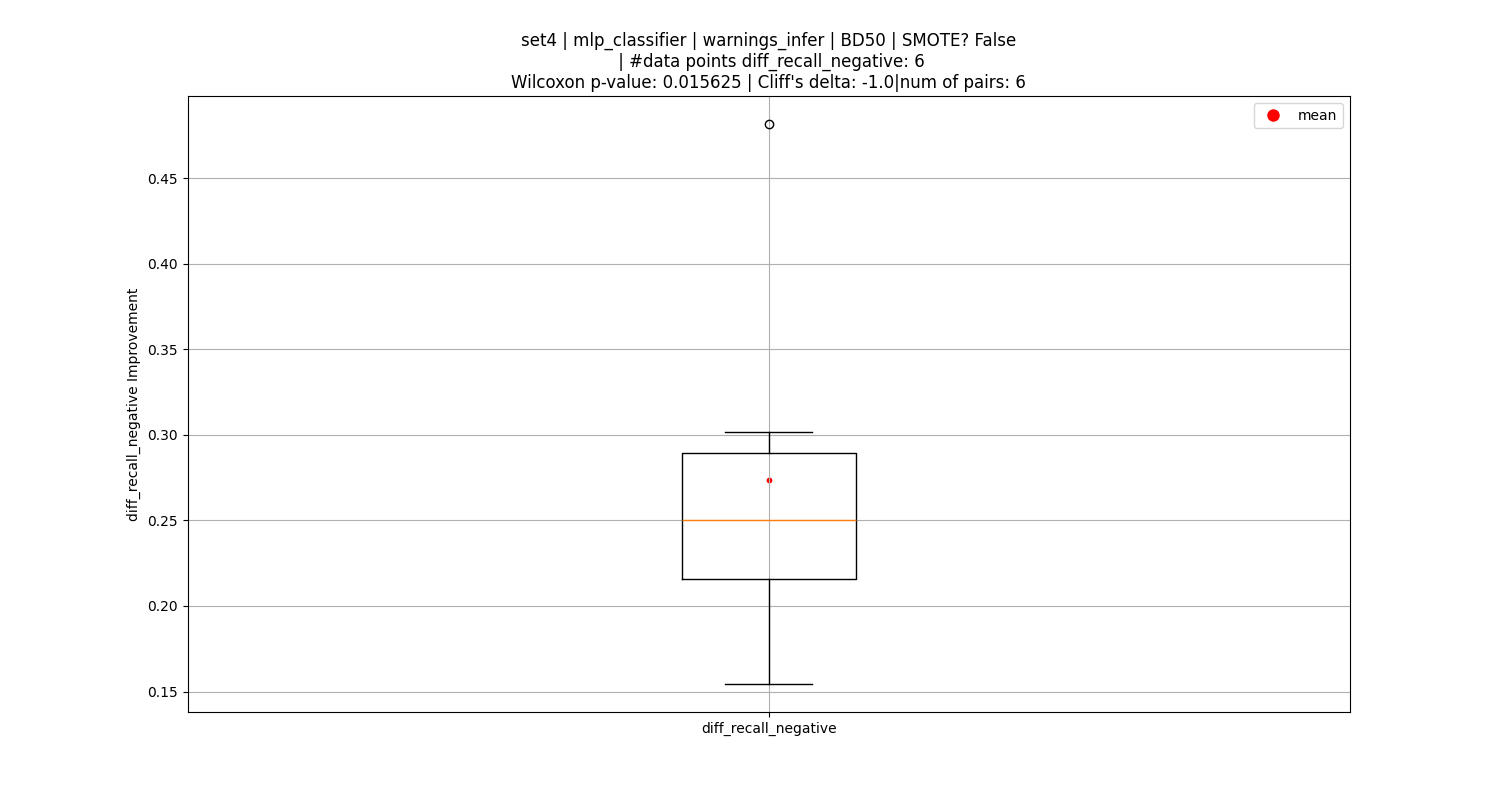 set4 | mlp_classifier | warnings_infer | BD50 | SMOTE? False
| #data points diff_recall_negative: 6
Wilcoxon p-value: 0.015625 | Cliff's delta: -1.0|num of pairs: 6
mean
0.45
0.40
0.35
0.30
0.25
0.20
0.15
diff_recall_negative Improvement
diff_recall_negative